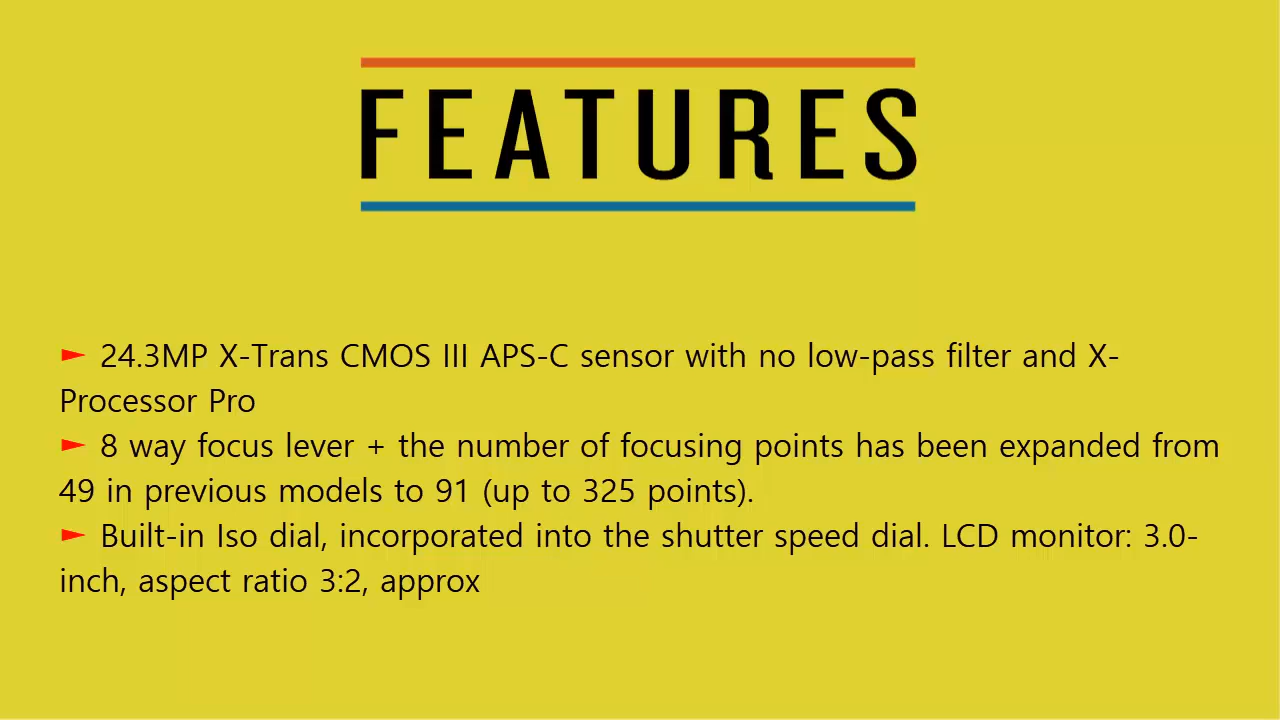 FEATURES
► 24.3MP X-Trans CMOS III APS-C sensor with no low-pass filter and X-
Processor Pro
► 8 way focus lever + the number of focusing points has been expanded from
49 in previous models to 91 (up to 325 points).
► Built-in Iso dial, incorporated into the shutter speed dial. LCD monitor: 3.0-
inch, aspect ratio 3:2, approx